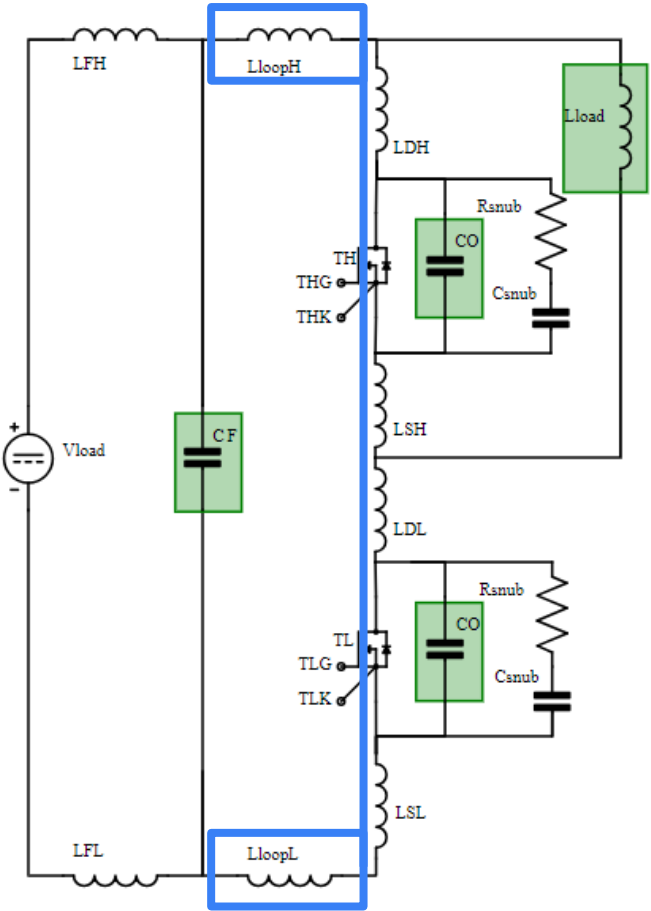 LFH
LloopH
Lload
LDH
Rsnub
CO
TH
THG
Csnub
THK
LSH
CF
+
Vload
-
LDL
Rsnub
CO
TL
TLG
Csnub
TLK
LSL
LFL
LloopL